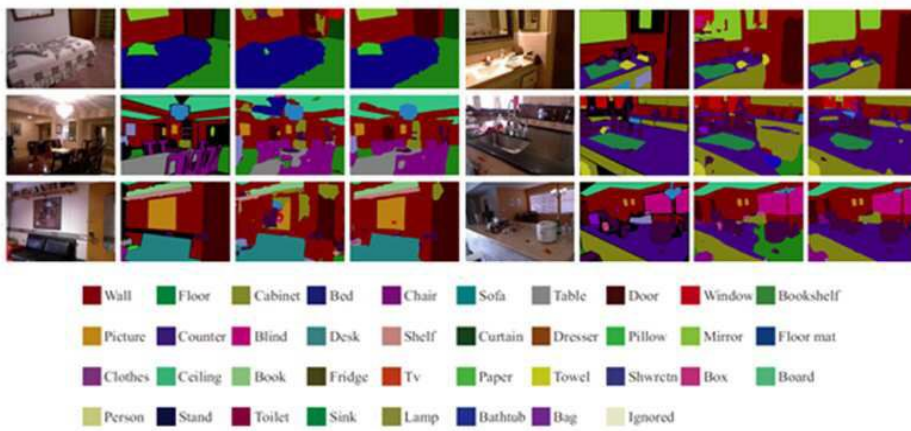 Wall Floor Cabinet Bed Chair Sofa Table Door Window Bookshelf
Picture Counter Blind Desk Shelf Curtain Dresser Pillow Mirror Floor mat
Clothes Ceiling Book Fridge Tv Paper Towel Shwrctn Box Board
Person Stand Toilet Sink Lamp Bathtub Bag Ignored